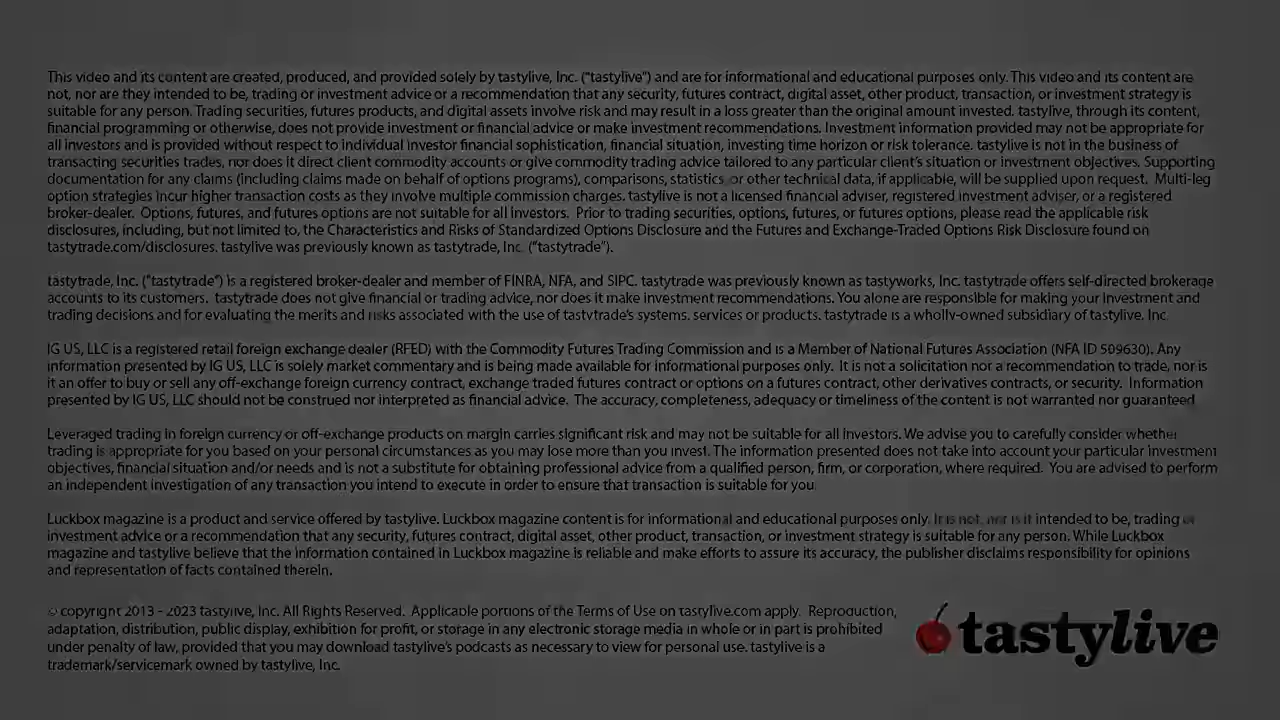 This video and its content are created, produced, and provided solely by tastylive, Inc. ("tastylive") and are for informational and educational purposes only. This video and its content are
not, nor are they intended to be, trading or investment advice or a recommendation that any security, futures contract, digital asset, other product, transaction, or investment strategy is
suitable for any person. Trading securities, futures products, and digital assets involve risk and may result in a loss greater than the original amount invested. tastylive, through its content,
financial programming or otherwise, does not provide investment or financial advice or make investment recommendations. Investment information provided may not be appropriate for
all investors and is provided without respect to individual investor financial sophistication, financial situation, investing time horizon or risk tolerance. tastylive is not in the business of
transacting securities trades, nor does it direct client commodity accounts or give commodity trading advice tailored to any particular client's situation or investment objectives. Supporting
documentation for any claims (including claims made on behalf of options programs), comparisons, statistics, or other technical data, if applicable, will be supplied upon request. Multi-leg
option strategies incur higher transaction costs as they involve multiple commission charges. tastylive is not a licensed financial adviser, registered investment adviser, or a registered
broker-dealer. Options, futures, and futures options are not suitable for all investors. Prior to trading securities, options, futures, or futures options, please read the applicable risk
disclosures, including, but not limited to, the Characteristics and Risks of Standardized Options Disclosure and the Futures and Exchange-Traded Options Risk Disclosure found on
tastytrade.com/disclosures. tastylive was previously known as tastytrade, Inc. ("tastytrade").
tastytrade, Inc. ("tastytrade") is a registered broker-dealer and member of FINRA, NFA, and SIPC. tastytrade was previously known as tastyworks, Inc. tastytrade offers self-directed brokerage
accounts to its customers. tastytrade does not give financial or trading advice, nor does it make investment recommendations. You alone are responsible for making your investment and
trading decisions and for evaluating the merits and risks associated with the use of tastytrade's systems, services or products. tastytrade is a wholly-owned subsidiary of tastylive, Inc.
IG US, LLC is a registered retail foreign exchange dealer (RFED) with the Commodity Futures Trading Commission and is a Member of National Futures Association (NFA ID 509630). Any
information presented by IG US, LLC is solely market commentary and is being made available for informational purposes only. It is not a solicitation nor a recommendation to trade, nor is
it an offer to buy or sell any off-exchange foreign currency contract, exchange traded futures contract or options on a futures contract, other derivatives contracts, or security. Information
presented by IG US, LLC should not be construed nor interpreted as financial advice. The accuracy, completeness, adequacy or timeliness of the content is not warranted nor guaranteed
Leveraged trading in foreign currency or off-exchange products on margin carries significant risk and may not be suitable for all investors. We advise you to carefully consider whether
trading is appropriate for you based on your personal circumstances as you may lose more than you invest. The information presented does not take into account your particular investment
objectives, financial situation and/or needs and is not a substitute for obtaining professional advice from a qualified person, firm, or corporation, where required. You are advised to perform
an independent investigation of any transaction you intend to execute in order to ensure that transaction is suitable for you.
Luckbox magazine is a product and service offered by tastylive. Luckbox magazine content is for informational and educational purposes only. It is not, nor is it intended to be, trading or
investment advice or a recommendation that any security, futures contract, digital asset, other product, transaction, or investment strategy is suitable for any person. While Luckbox
magazine and tastylive believe that the information contained in Luckbox magazine is reliable and make efforts to assure its accuracy, the publisher disclaims responsibility for opinions
and representation of facts contained therein.
© copyright 2013 - 2023 tastylive, Inc. All Rights Reserved. Applicable portions of the Terms of Use on tastylive.com apply. Reproduction,
adaptation, distribution, public display, exhibition for profit, or storage in any electronic storage media in whole or in part is prohibited
under penalty of law, provided that you may download tastylive's podcasts as necessary to view for personal use. tastylive is a
trademark/servicemark owned by tastylive, Inc.
tastylive